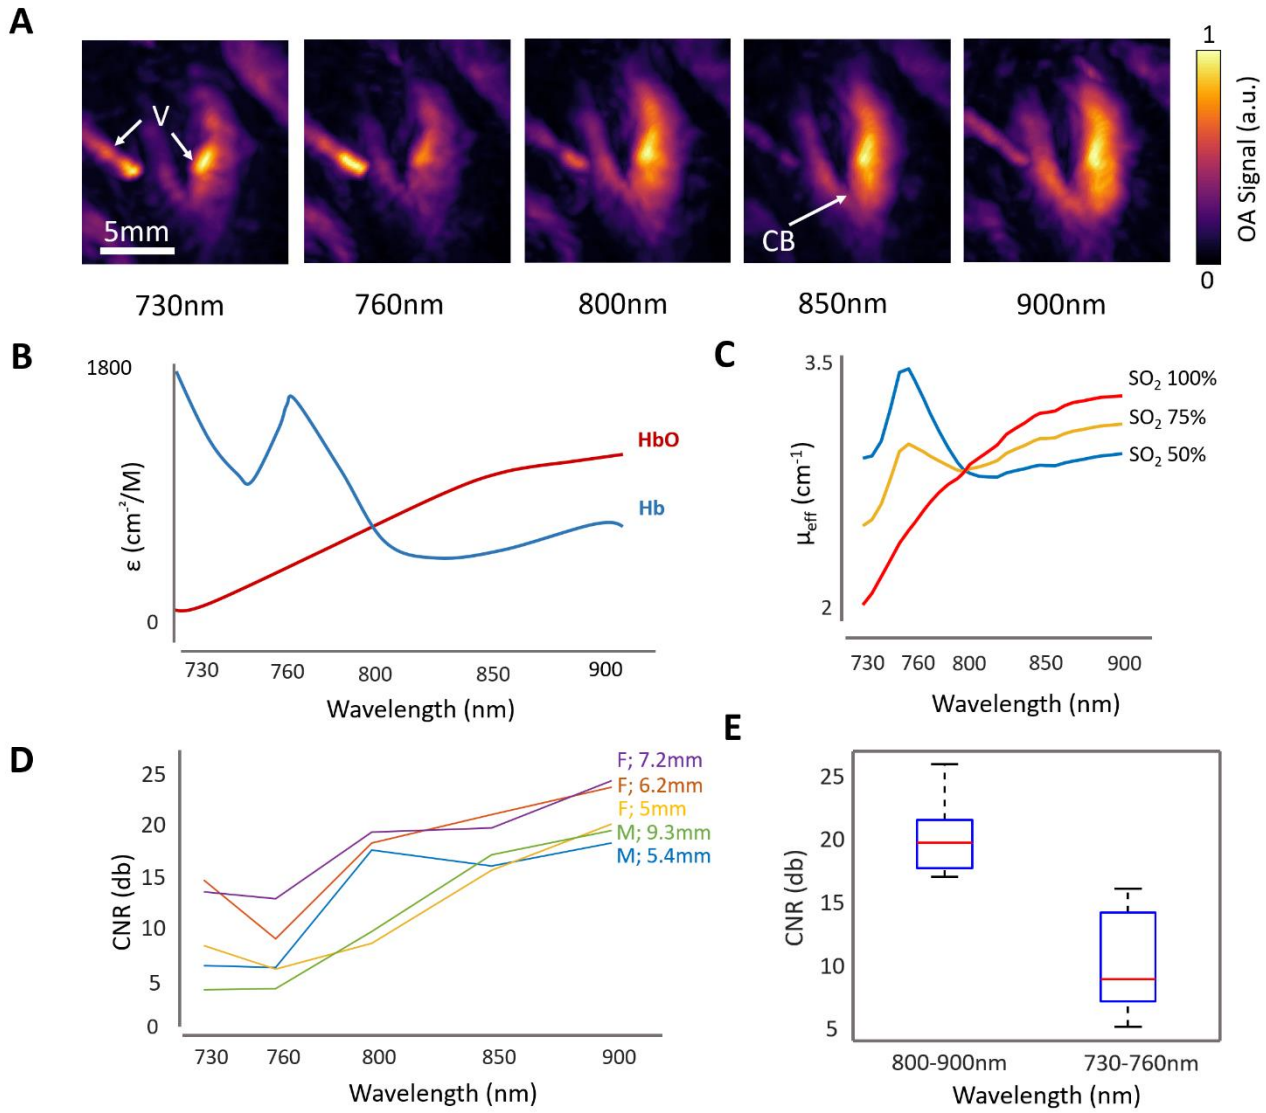 A
V
5mm
CB
1
OA Signal (a.u.)
0
730nm
760nm
800nm
850nm
900nm
B
1800
ε (cm⁻²/M)
0
HbO
Hb
730
760
800
850
900
Wavelength (nm)
C
3.5
μeff (cm⁻¹)
2
SO₂ 100%
SO₂ 75%
SO₂ 50%
730
760
800
850
900
Wavelength (nm)
D
25
20
15
10
5
0
CNR (db)
F; 7.2mm
F; 6.2mm
F; 5mm
M; 9.3mm
M; 5.4mm
730
760
800
850
900
Wavelength (nm)
E
25
20
15
10
5
CNR (db)
800-900nm
730-760nm
Wavelength (nm)